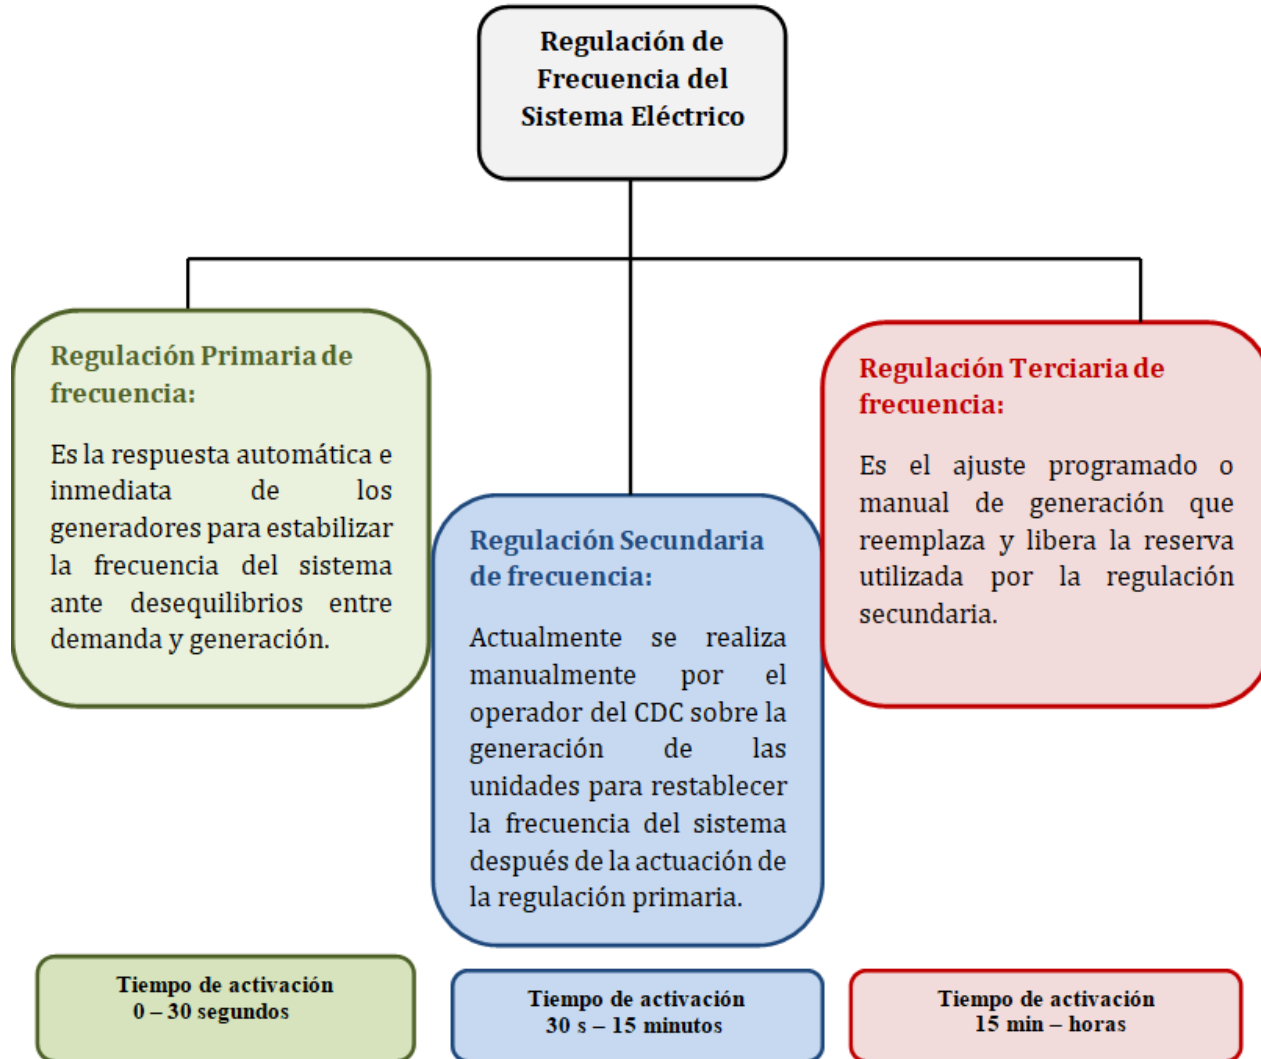 Regulación de
Frecuencia del
Sistema Eléctrico
Regulación Primaria de
frecuencia:
Es la respuesta automática e
inmediata de los
generadores para estabilizar
la frecuencia del sistema
ante desequilibrios entre
demanda y generación.
Regulación Secundaria
de frecuencia:
Actualmente se realiza
manualmente por el
operador del CDC sobre la
generación de las
unidades para restablecer
la frecuencia del sistema
después de la actuación de
la regulación primaria.
Regulación Terciaria de
frecuencia:
Es el ajuste programado o
manual de generación que
reemplaza y libera la reserva
utilizada por la regulación
secundaria.
Tiempo de activación
0 – 30 segundos
Tiempo de activación
30 s – 15 minutos
Tiempo de activación
15 min – horas